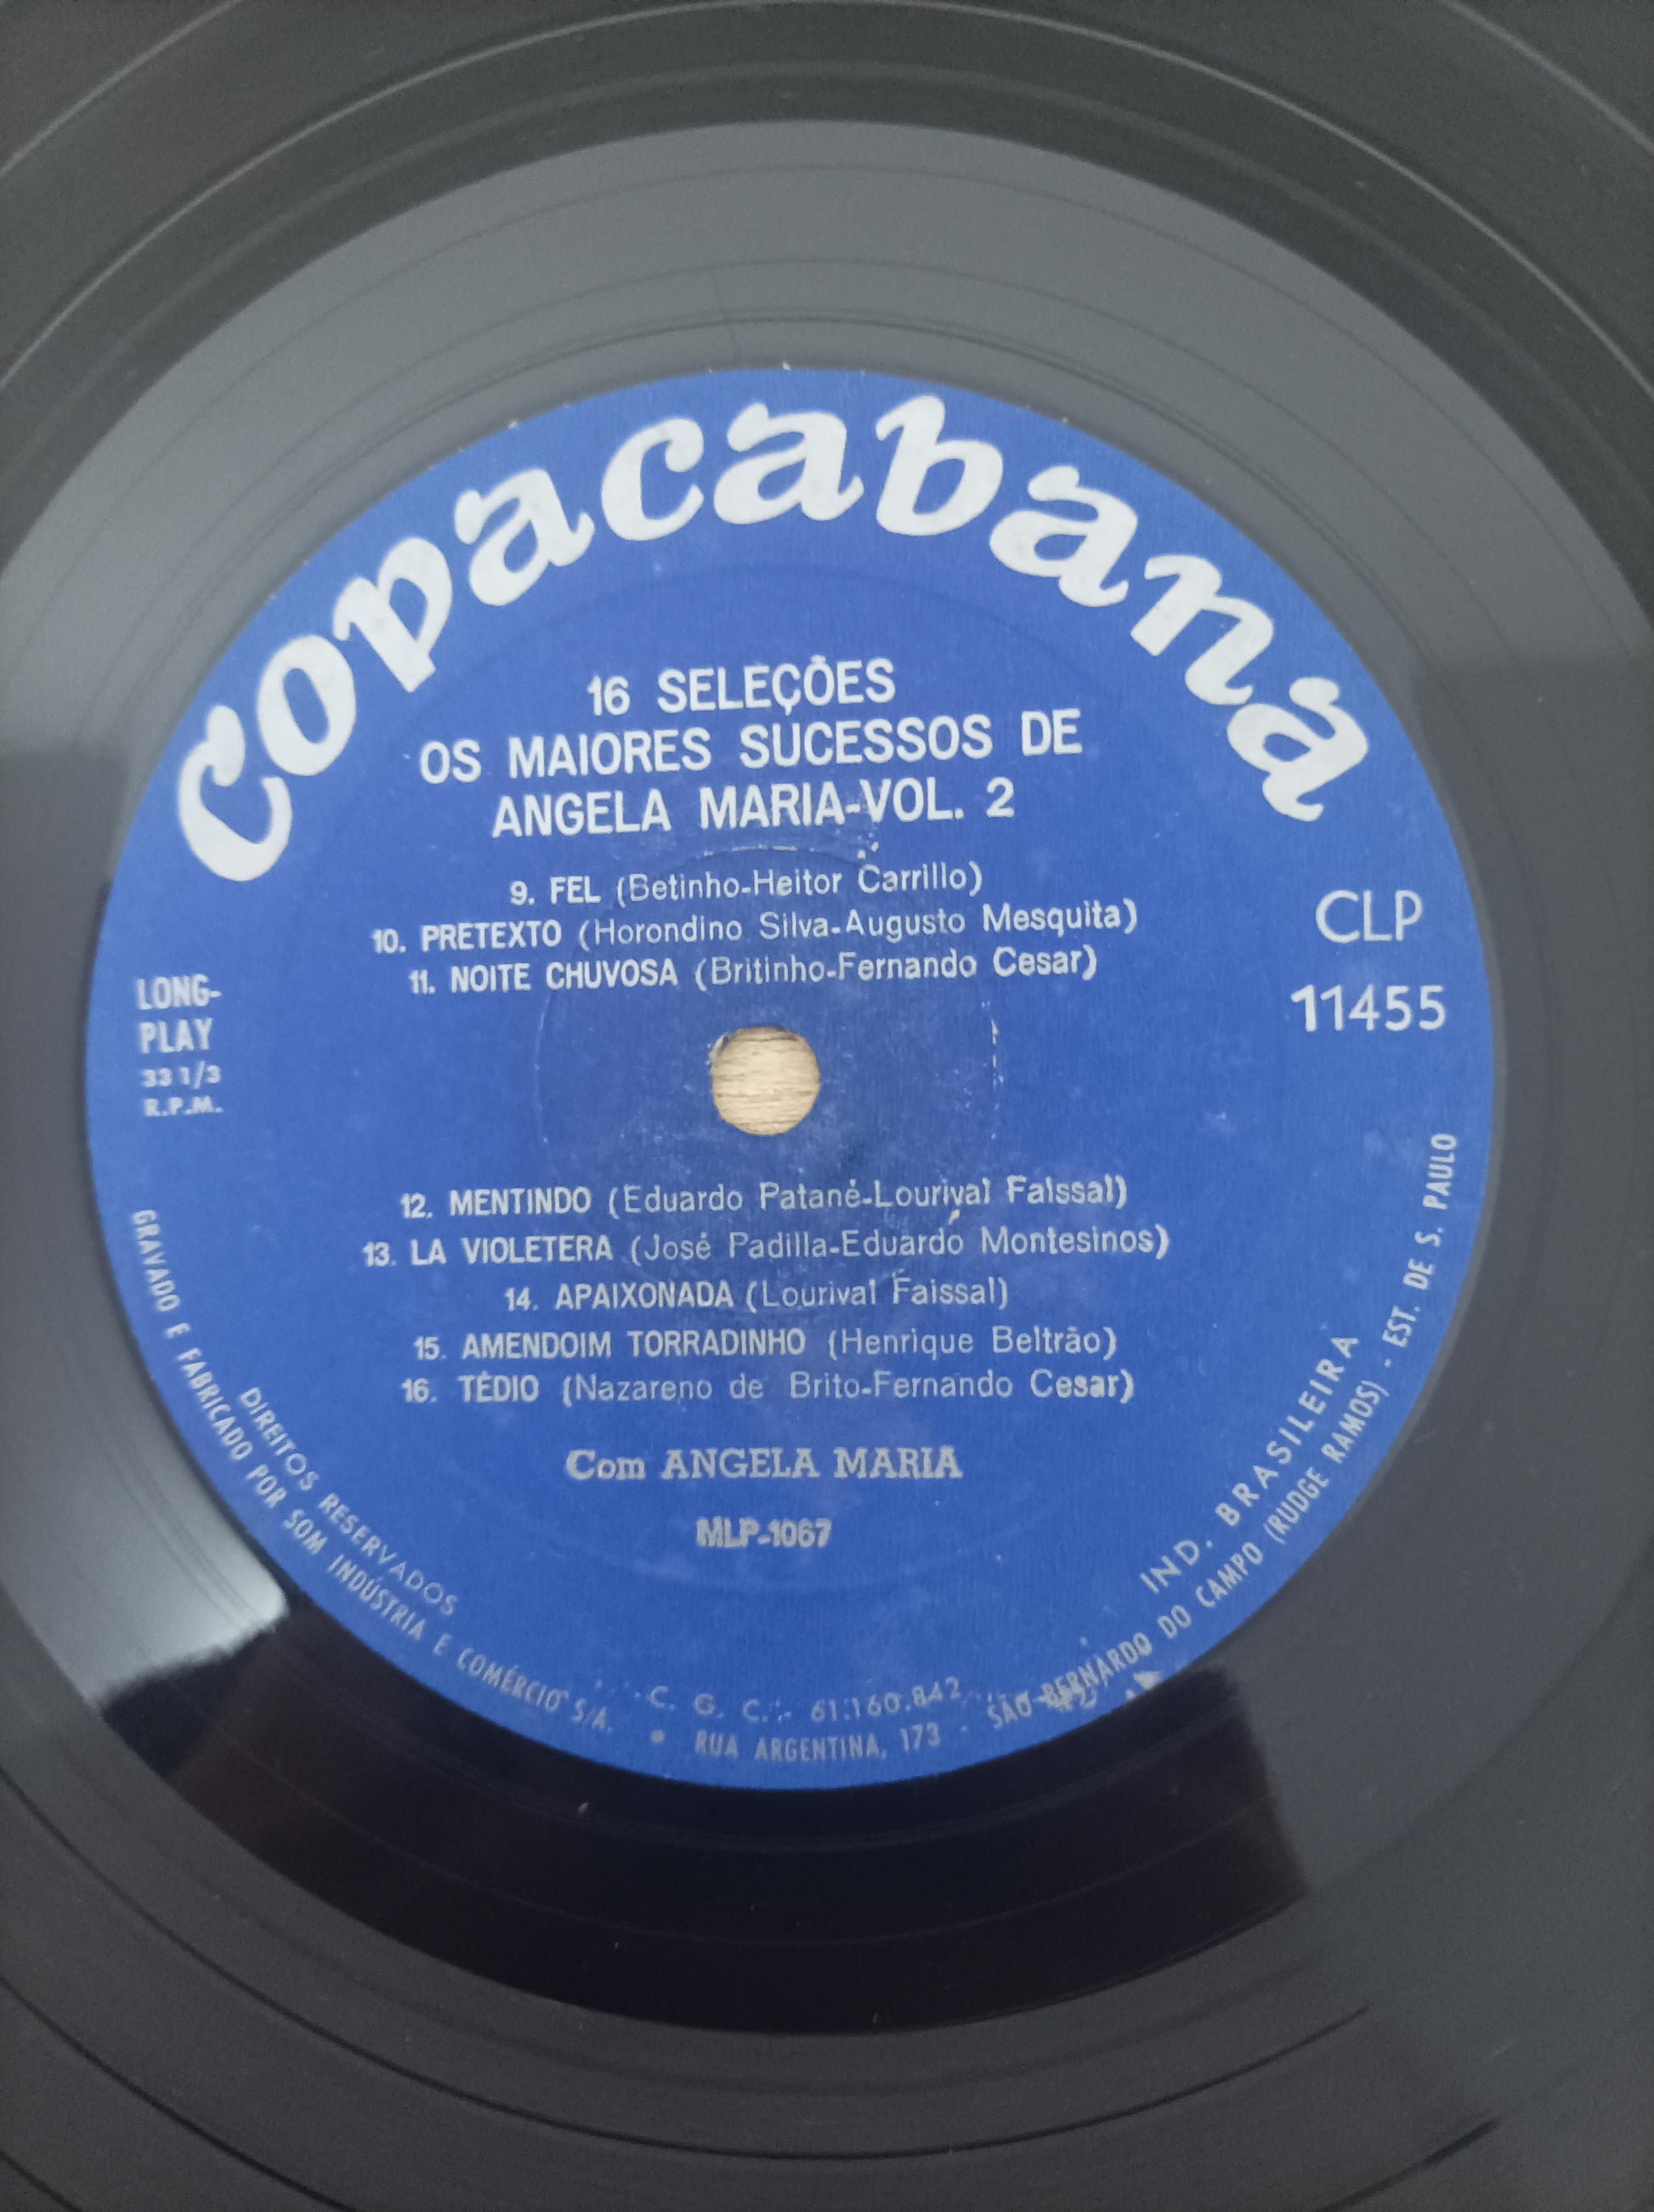 Copacabana
16 SELEÇÕES
OS MAIORES SUCESSOS DE
ANGELA MARIA-VOL. 2
9. FEL (Betinho-Heitor Carrillo)
10. PRETEXTO (Horondino Silva-Augusto Mesquita)
11. NOITE CHUVOSA (Britinho-Fernando Cesar)
CLP
11455
LONG-
PLAY
33 1/3
R.P.M.
12. MENTINDO (Eduardo Patané-Lourival Faissal)
13. LA VIOLETERA (José Padilla-Eduardo Montesinos)
14. APAIXONADA (Lourival Faissal)
15. AMENDOIM TORRADINHO (Henrique Beltrão)
16. TÉDIO (Nazareno de Brito-Fernando Cesar)
Com ANGELA MARIA
MLP-1067
DIREITOS RESERVADOS
C. G. C. - 61.160.842
IND. BRASILEIRA
GRAVADO E FABRICADO POR SOM INDÚSTRIA E COMÉRCIO S/A. • RUA ARGENTINA, 173 - SÃO BERNARDO DO CAMPO (RUDGE RAMOS) - EST. DE S. PAULO